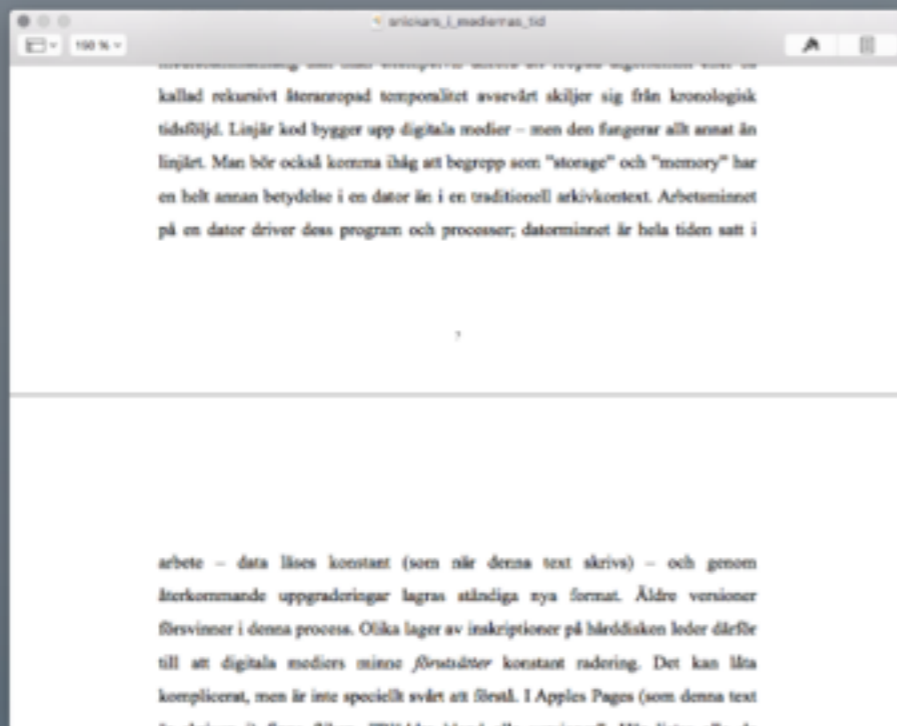 snickars_i_mediernas_tid
150 %
kallad rekursivt återanropad temporalitet avsevärt skiljer sig från kronologisk
tidsföljd. Linjär kod bygger upp digitala medier – men den fungerar allt annat än
linjärt. Man bör också komma ihåg att begrepp som "storage" och "memory" har
en helt annan betydelse i en dator än i en traditionell arkivkontext. Arbetsminnet
på en dator driver dess program och processer; datorminnet är hela tiden satt i
7
arbete – data läses konstant (som när denna text skrivs) – och genom
återkommande uppgraderingar lagras ständiga nya format. Äldre versioner
försvinner i denna process. Olika lager av inskriptioner på hårddisken leder därför
till att digitala mediers minne förutsätter konstant radering. Det kan låta
komplicerat, men är inte speciellt svårt att förstå. I Apples Pages (som denna text